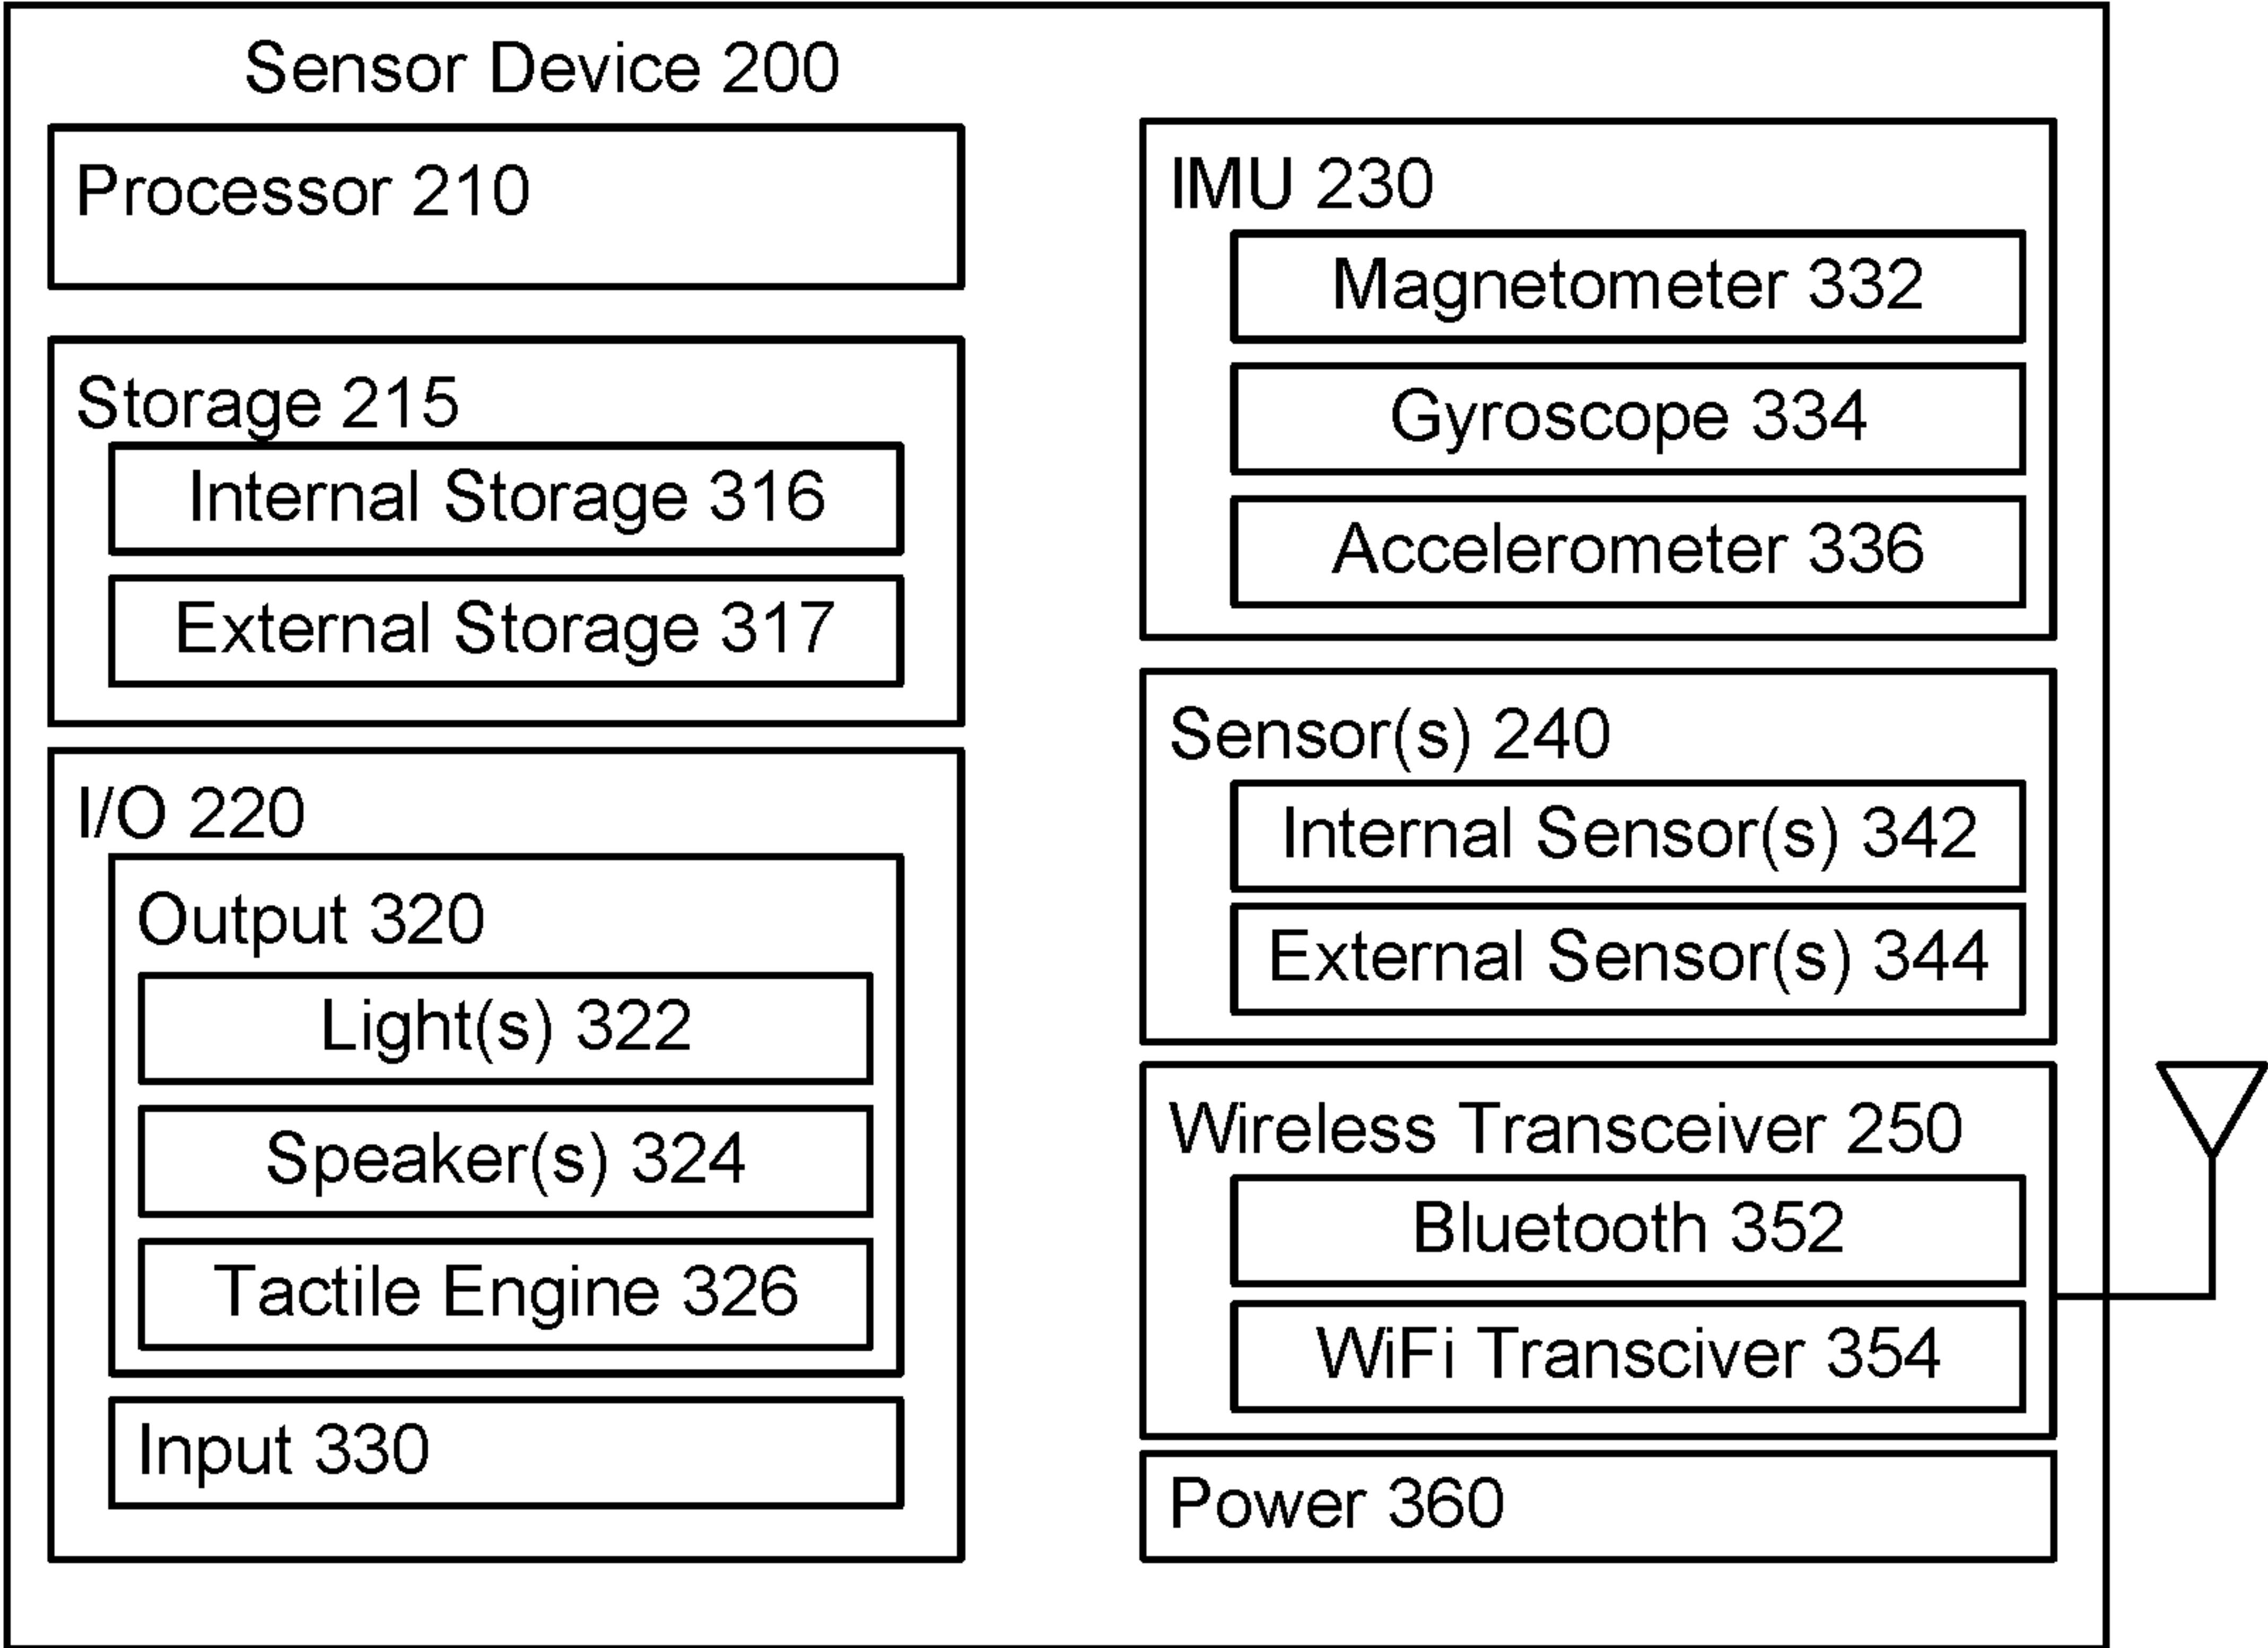 Sensor Device 200
Processor 210
Storage 215
Internal Storage 316
External Storage 317
I/O 220
Output 320
Light(s) 322
Speaker(s) 324
Tactile Engine 326
Input 330
IMU 230
Magnetometer 332
Gyroscope 334
Accelerometer 336
Sensor(s) 240
Internal Sensor(s) 342
External Sensor(s) 344
Wireless Transceiver 250
Bluetooth 352
WiFi Transciver 354
Power 360